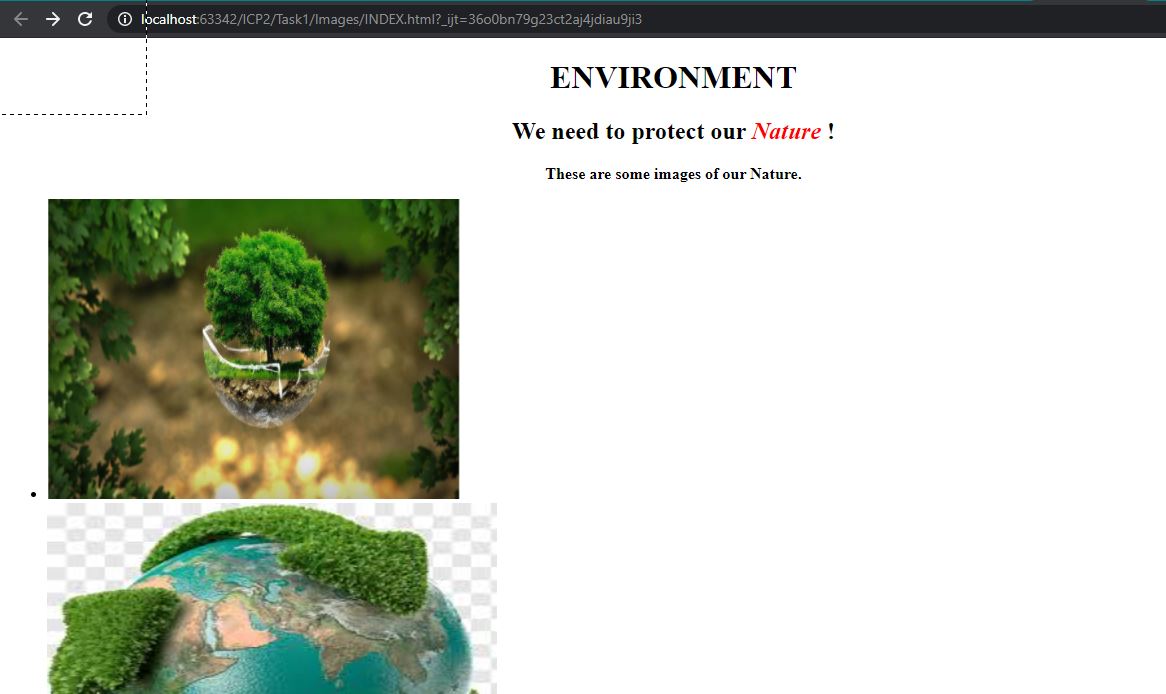 localhost:63342/ICP2/Task1/Images/INDEX.html?_ijt=36o0bn79g23ct2aj4jdiau9ji3
ENVIRONMENT
We need to protect our Nature !
These are some images of our Nature.